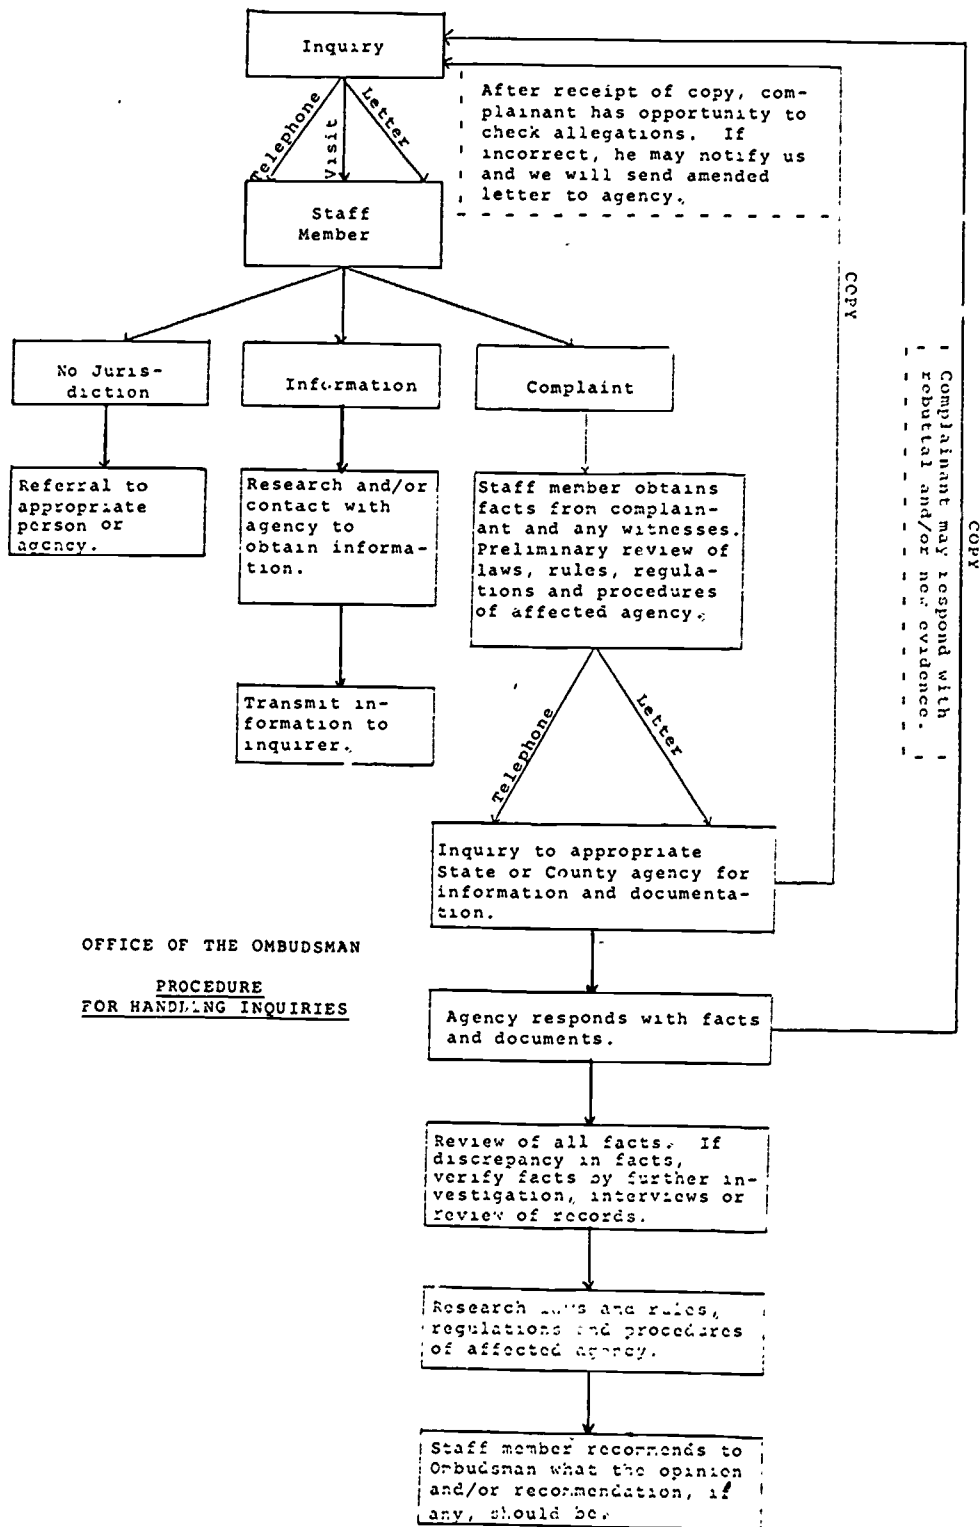 Inquiry
Telephone
Visit
Letter
After receipt of copy, com-
plainant has opportunity to
check allegations. If
incorrect, he may notify us
and we will send amended
letter to agency.
Staff
Member
COPY
No Juris-
diction
Information
Complaint
Complainant may respond with
rebuttal and/or new evidence.
COPY
Referral to
appropriate
person or
agency.
Research and/or
contact with
agency to
obtain informa-
tion.
Staff member obtains
facts from complain-
ant and any witnesses.
Preliminary review of
laws, rules, regula-
tions and procedures
of affected agency.
Transmit in-
formation to
inquirer.
Telephone
Letter
Inquiry to appropriate
State or County agency for
information and documenta-
tion.
OFFICE OF THE OMBUDSMAN
PROCEDURE
FOR HANDLING INQUIRIES
Agency responds with facts
and documents.
Review of all facts. If
discrepancy in facts,
verify facts by further in-
vestigation, interviews or
review of records.
Research laws and rules,
regulations and procedures
of affected agency.
Staff member recommends to
Ombudsman what the opinion
and/or recommendation, if
any, should be.